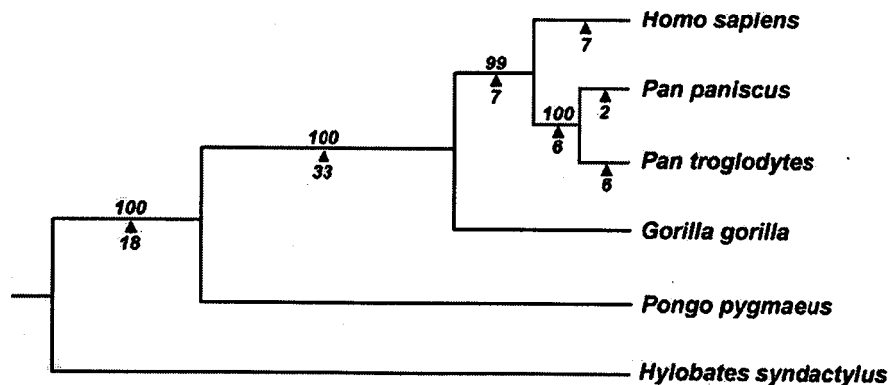 Homo sapiens
7
99
7
Pan paniscus
2
100
6
100
33
Pan troglodytes
6
100
18
Gorilla gorilla
Pongo pygmaeus
Hylobates syndactylus